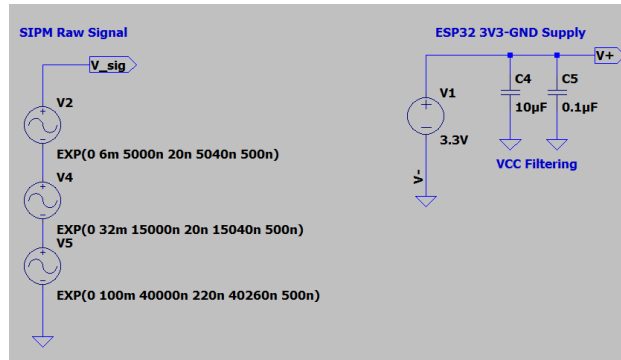 SIPM Raw Signal
V_sig
V2
EXP(0 6m 5000n 20n 5040n 500n)
V4
EXP(0 32m 15000n 20n 15040n 500n)
V5
EXP(0 100m 40000n 220n 40260n 500n)
ESP32 3V3-GND Supply
V+
V1
3.3V
V-
C4
10µF
C5
0.1µF
VCC Filtering